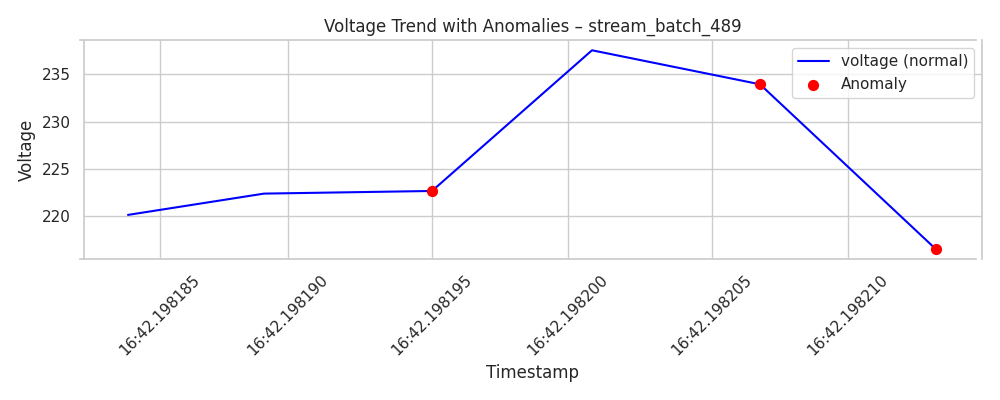 Voltage Trend with Anomalies – stream_batch_489
voltage (normal)
Anomaly
Voltage
235
230
225
220
16:42.198185
16:42.198190
16:42.198195
16:42.198200
16:42.198205
16:42.198210
Timestamp